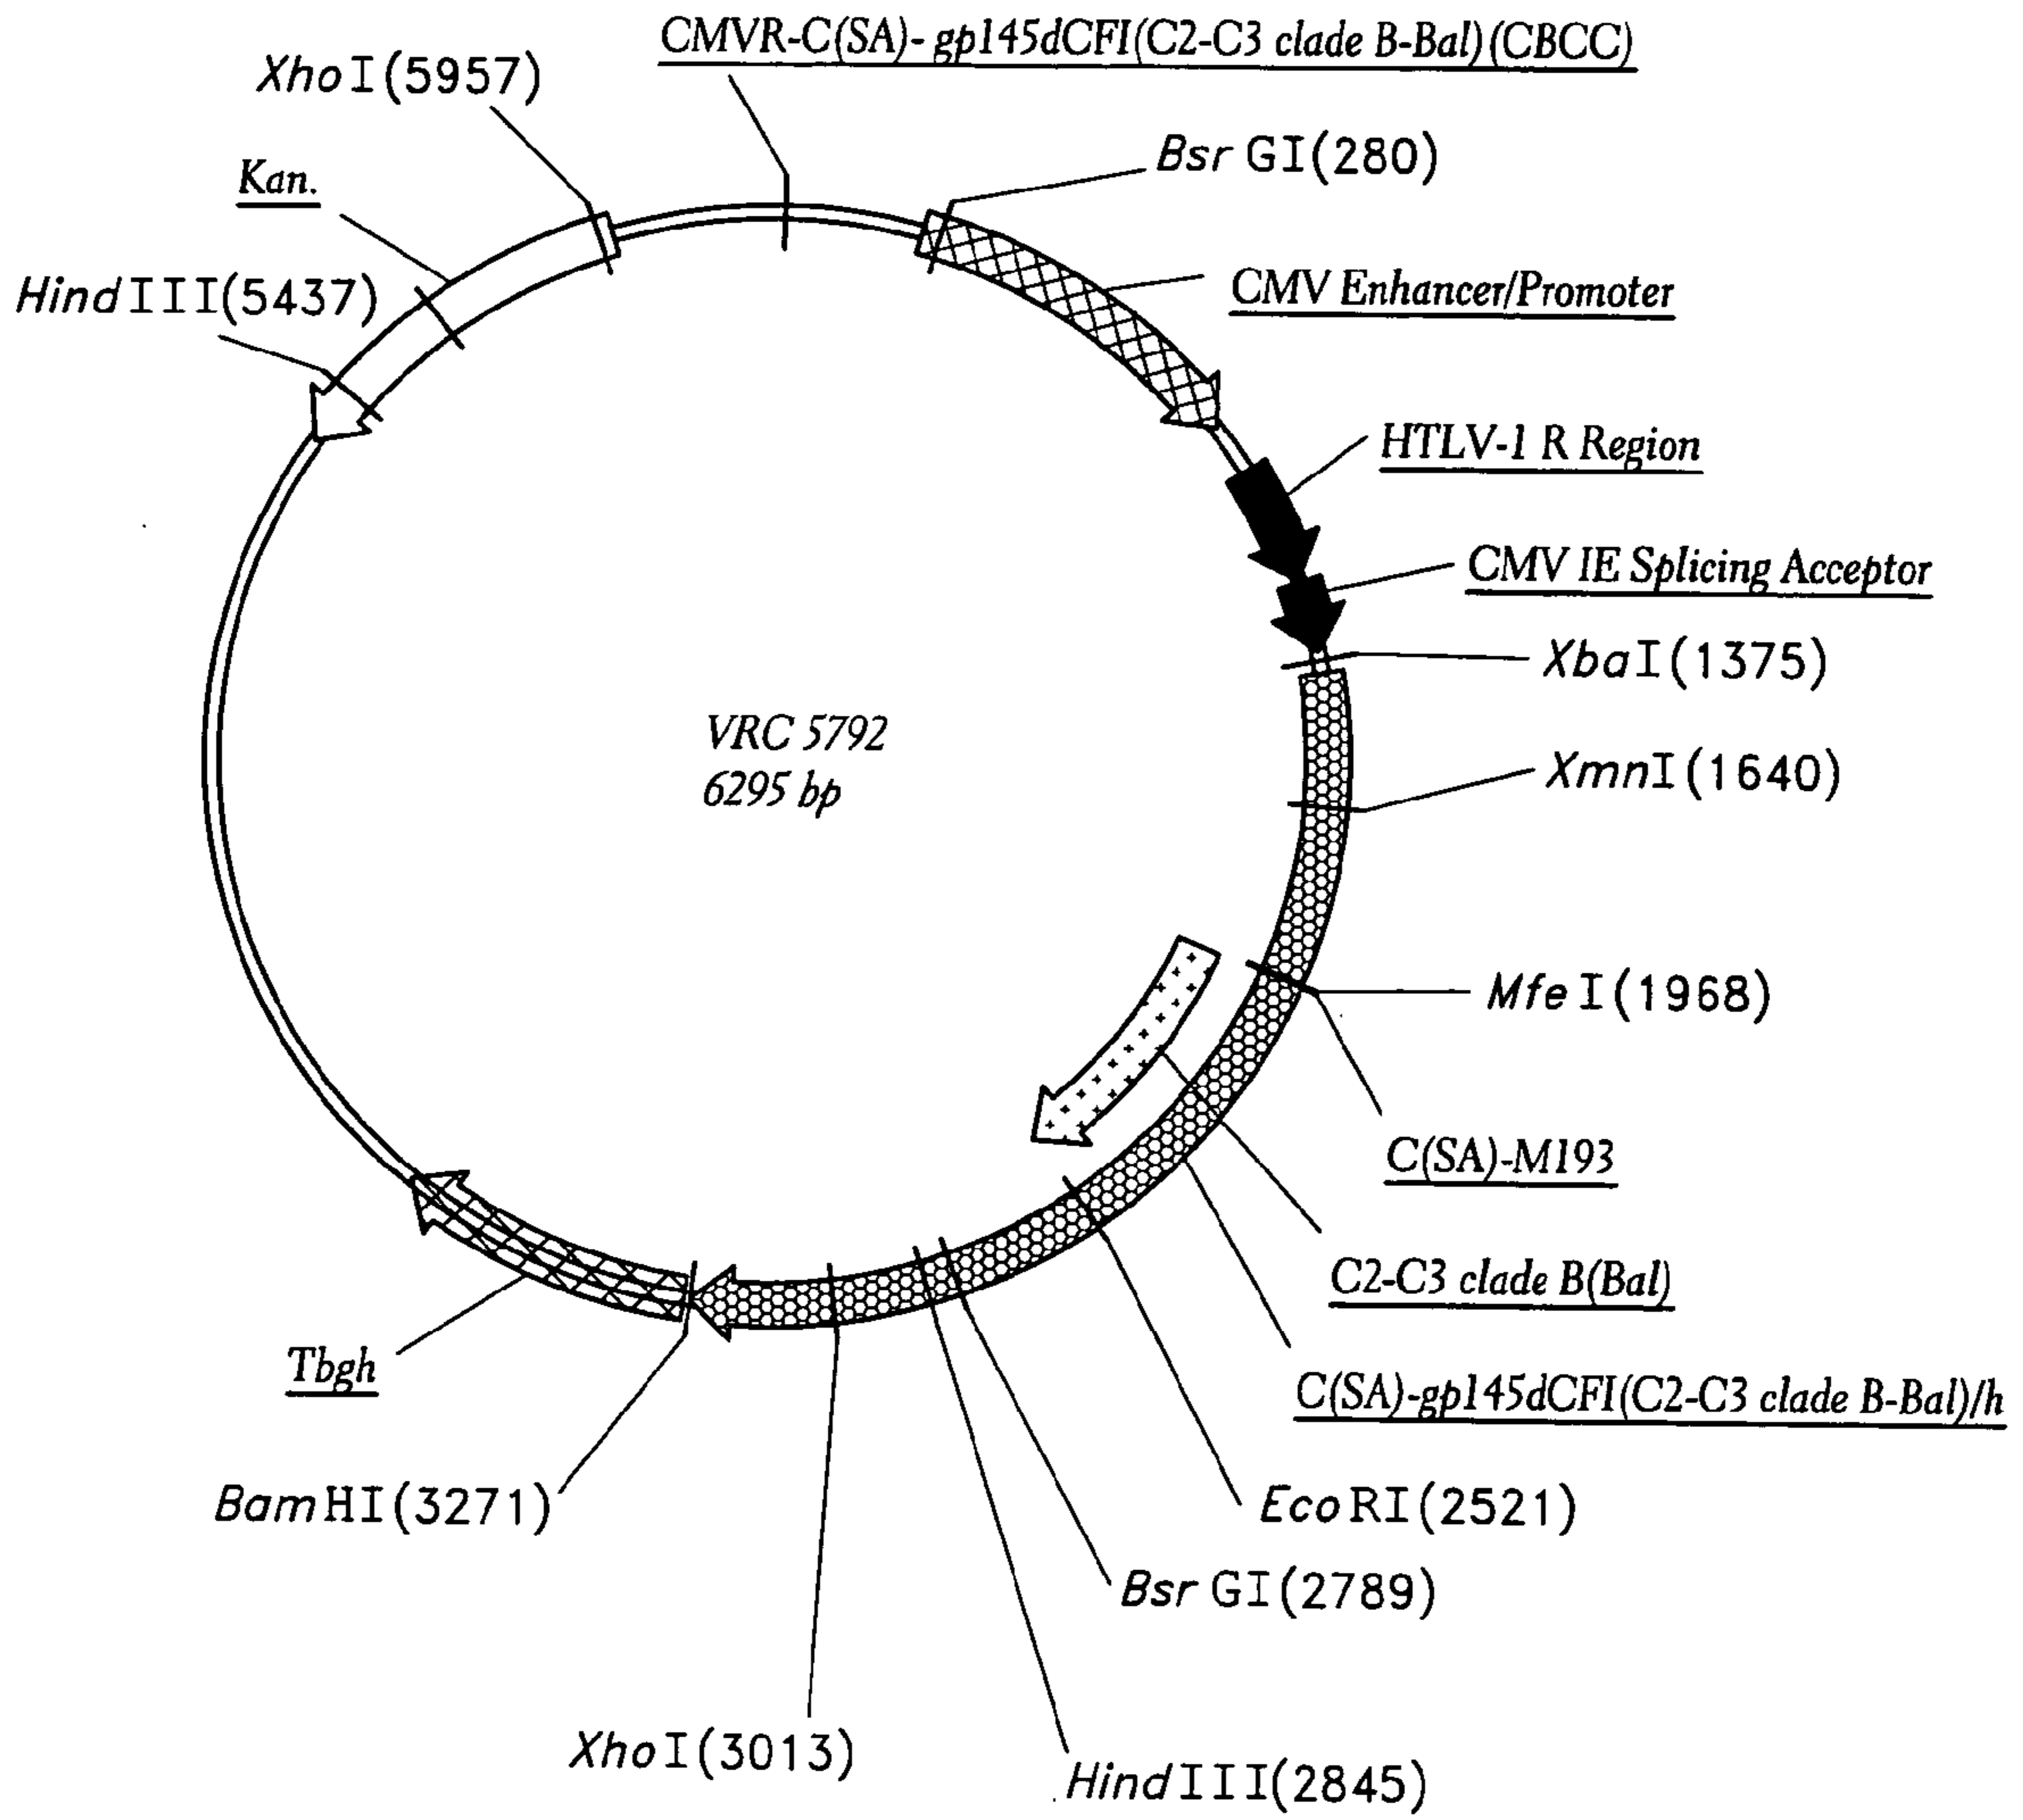 CMVR-C(SA)- gp145dCFI(C2-C3 clade B-Bal)(CBCC)
XhoI(5957)
BsrGI(280)
Kan.
HindIII(5437)
CMV Enhancer/Promoter
HTLV-1 R Region
CMV IE Splicing Acceptor
XbaI(1375)
VRC 5792
6295 bp
XmnI(1640)
MfeI(1968)
C(SA)-M193
C2-C3 clade B(Bal)
Tbgh
C(SA)-gp145dCFI(C2-C3 clade B-Bal)/h
BamHI(3271)
EcoRI(2521)
BsrGI(2789)
XhoI(3013)
HindIII(2845)